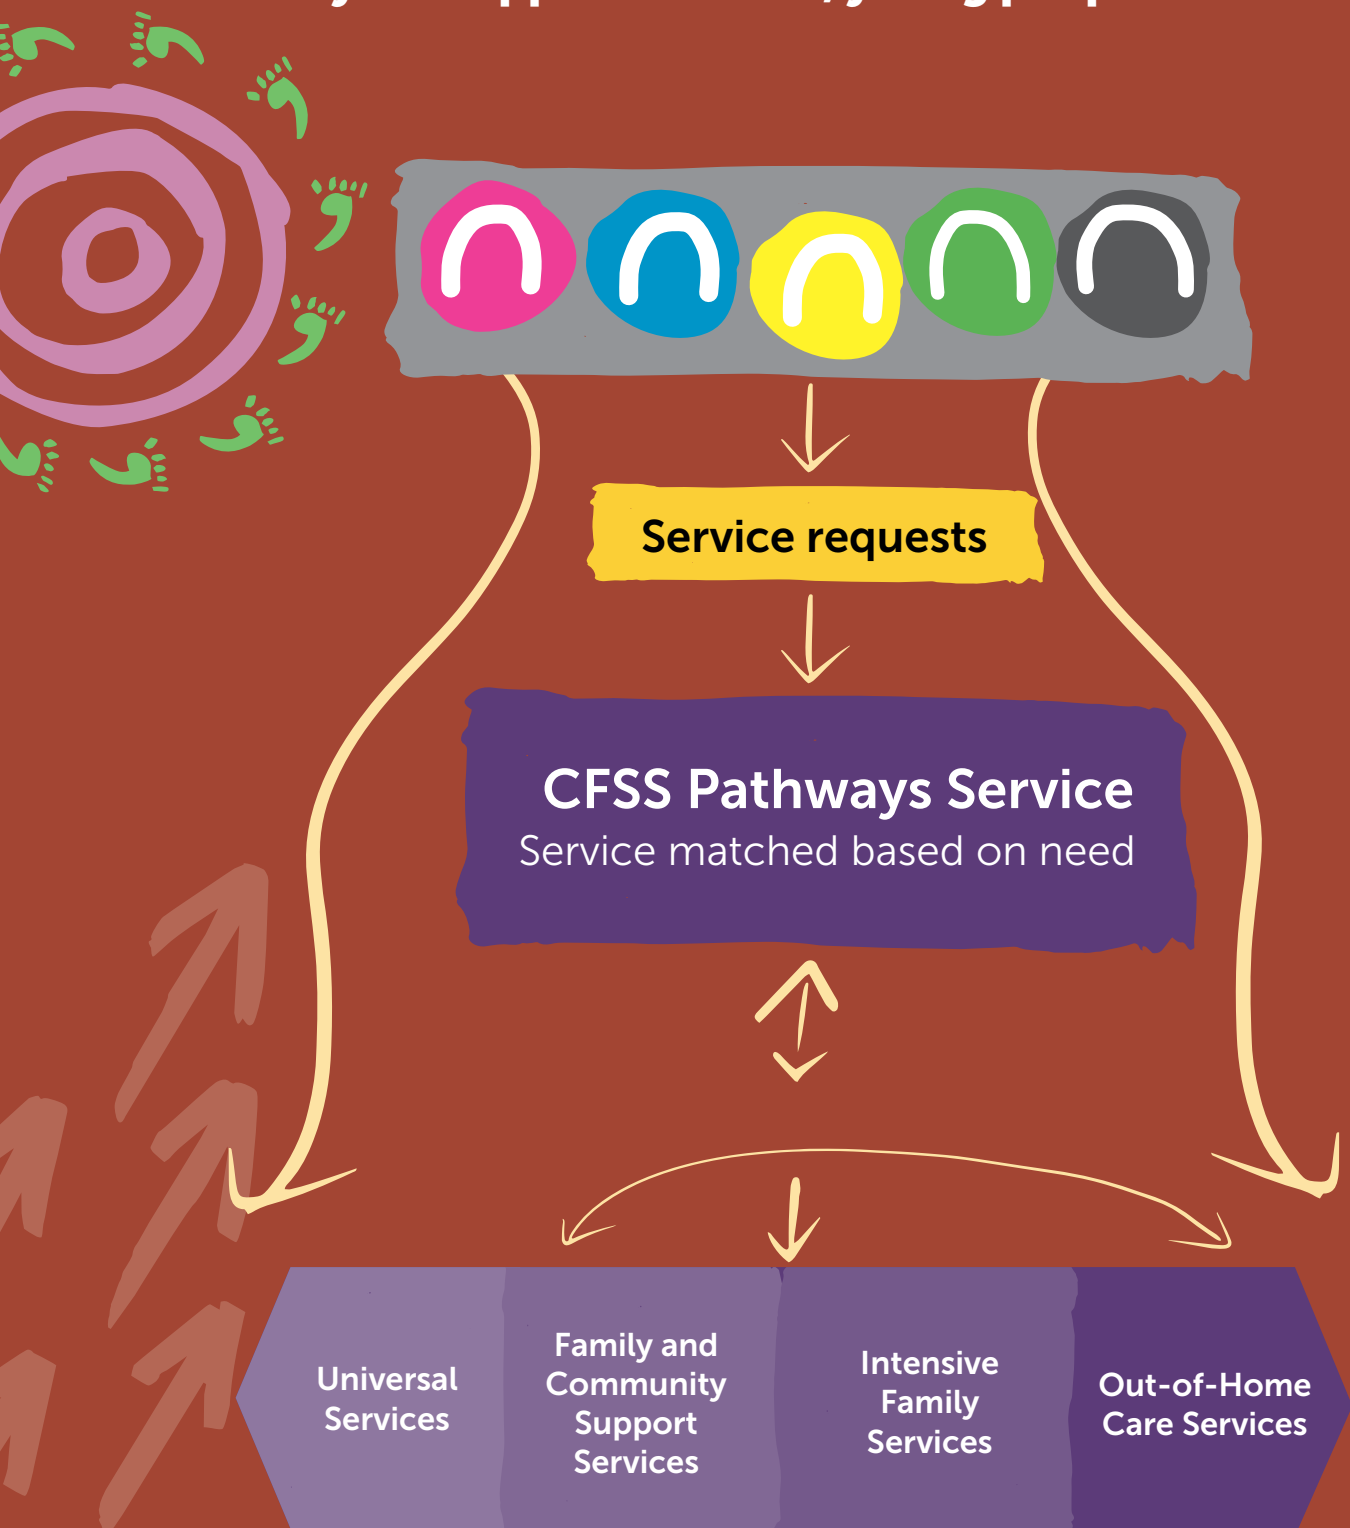 Service requests
CFSS Pathways Service
Service matched based on need
Universal
Services
Family and
Community
Support
Services
Intensive
Family
Services
Out-of-Home
Care Services